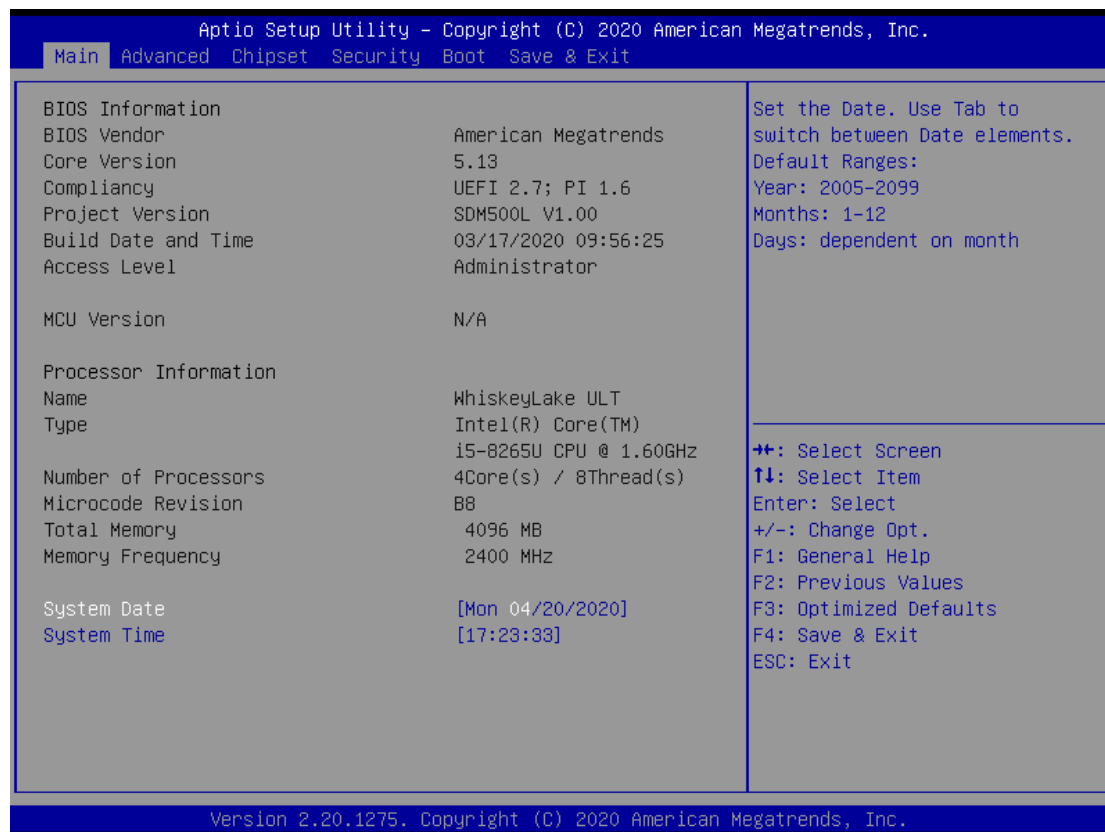 Aptio Setup Utility – Copyright (C) 2020 American Megatrends, Inc.
Main Advanced Chipset Security Boot Save & Exit
BIOS Information
BIOS Vendor American Megatrends
Core Version 5.13
Compliancy UEFI 2.7; PI 1.6
Project Version SDM500L V1.00
Build Date and Time 03/17/2020 09:56:25
Access Level Administrator
MCU Version N/A
Processor Information
Name WhiskeyLake ULT
Type Intel(R) Core(TM)
i5-8265U CPU @ 1.60GHz
Number of Processors 4Core(s) / 8Thread(s)
Microcode Revision B8
Total Memory 4096 MB
Memory Frequency 2400 MHz
System Date [Mon 04/20/2020]
System Time [17:23:33]
Set the Date. Use Tab to
switch between Date elements.
Default Ranges:
Year: 2005-2099
Months: 1-12
Days: dependent on month
→←: Select Screen
↑↓: Select Item
Enter: Select
+/-: Change Opt.
F1: General Help
F2: Previous Values
F3: Optimized Defaults
F4: Save & Exit
ESC: Exit
Version 2.20.1275. Copyright (C) 2020 American Megatrends, Inc.